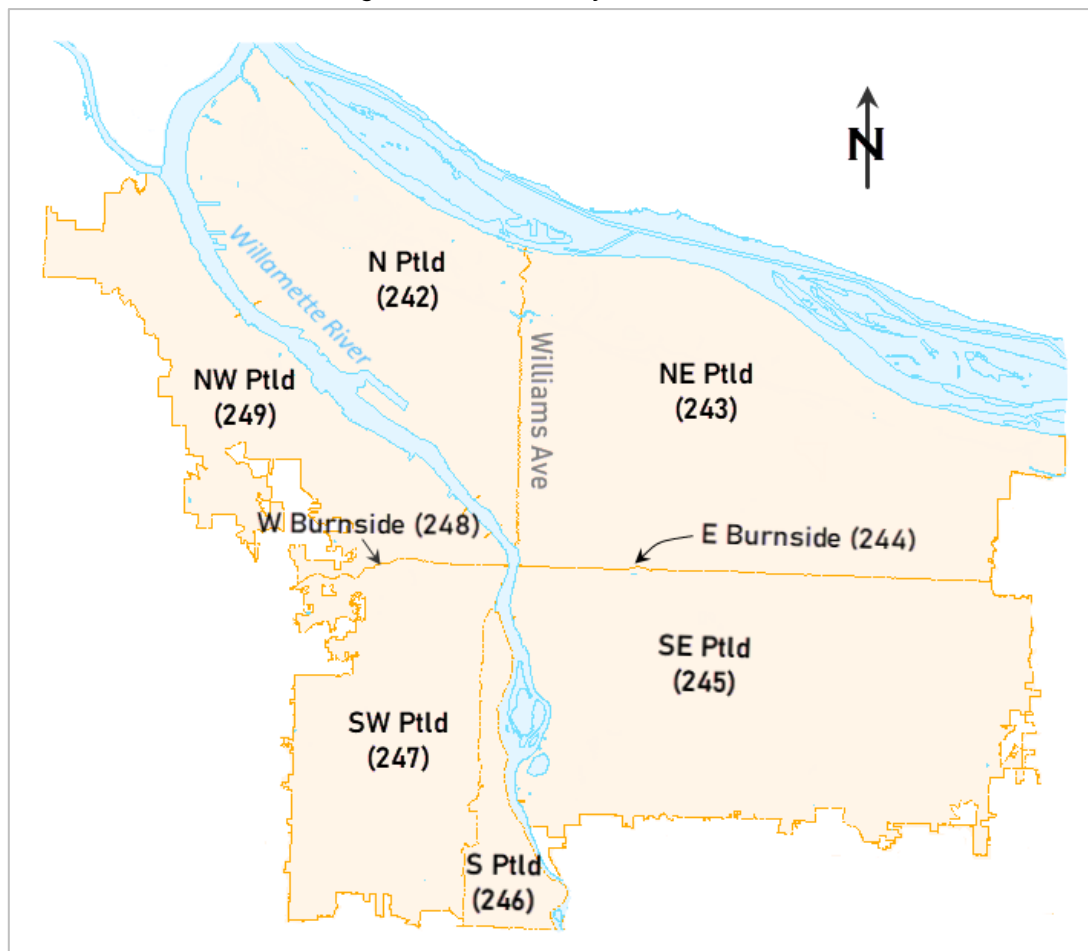 N
N Ptld
(242)
Willamette River
Williams Ave
NW Ptld
(249)
NE Ptld
(243)
W Burnside (248)
E Burnside (244)
SE Ptld
(245)
SW Ptld
(247)
S Ptld
(246)